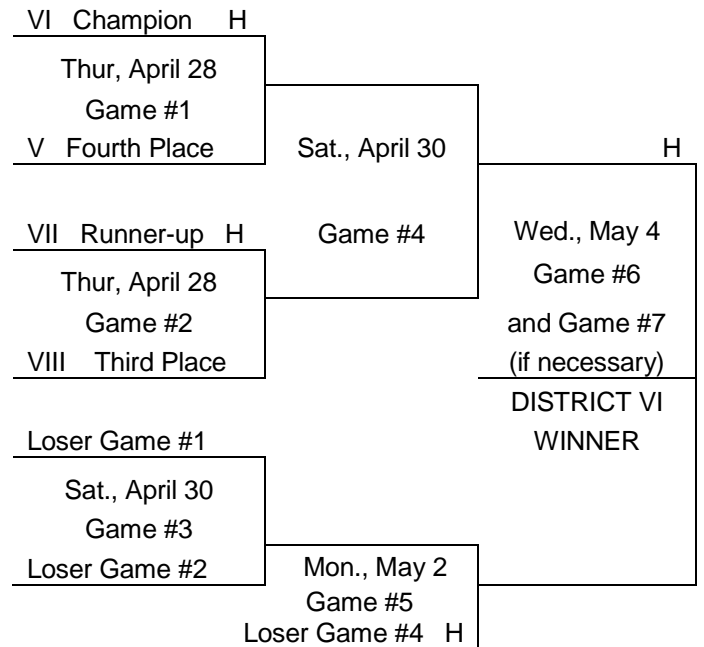 VI Champion H
Thur, April 28
Game #1
V Fourth Place
Sat., April 30
H
VII Runner-up H
Game #4
Wed., May 4
Thur, April 28
Game #6
Game #2
and Game #7
VIII Third Place
(if necessary)
DISTRICT VI
Loser Game #1
WINNER
Sat., April 30
Game #3
Loser Game #2
Mon., May 2
Game #5
Loser Game #4 H